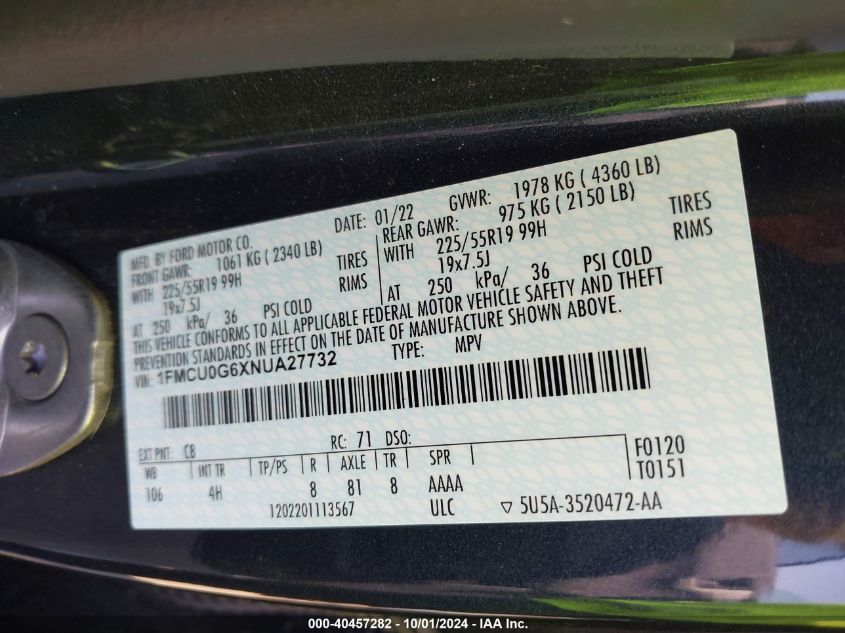 MFD. BY FORD MOTOR CO.
DATE: 01/22 GVWR: 1978 KG ( 4360 LB)
FRONT GAWR: 1061 KG ( 2340 LB) REAR GAWR: 975 KG ( 2150 LB)
WITH 225/55R19 99H TIRES WITH 225/55R19 99H TIRES
19x7.5J RIMS 19x7.5J RIMS
AT 250 kPa/ 36 PSI COLD AT 250 kPa/ 36 PSI COLD
THIS VEHICLE CONFORMS TO ALL APPLICABLE FEDERAL MOTOR VEHICLE SAFETY AND THEFT
PREVENTION STANDARDS IN EFFECT ON THE DATE OF MANUFACTURE SHOWN ABOVE.
VIN: 1FMCU0G6XNUA27732 TYPE: MPV
EXT PNT: C8 RC: 71 DSO: F0120
WB INT TR TP/PS R AXLE TR SPR T0151
106 4H 8 81 8 AAAA
1202201113567 ULC ▽ 5U5A-3520472-AA
000-40457282 - 10/01/2024 - IAA Inc.